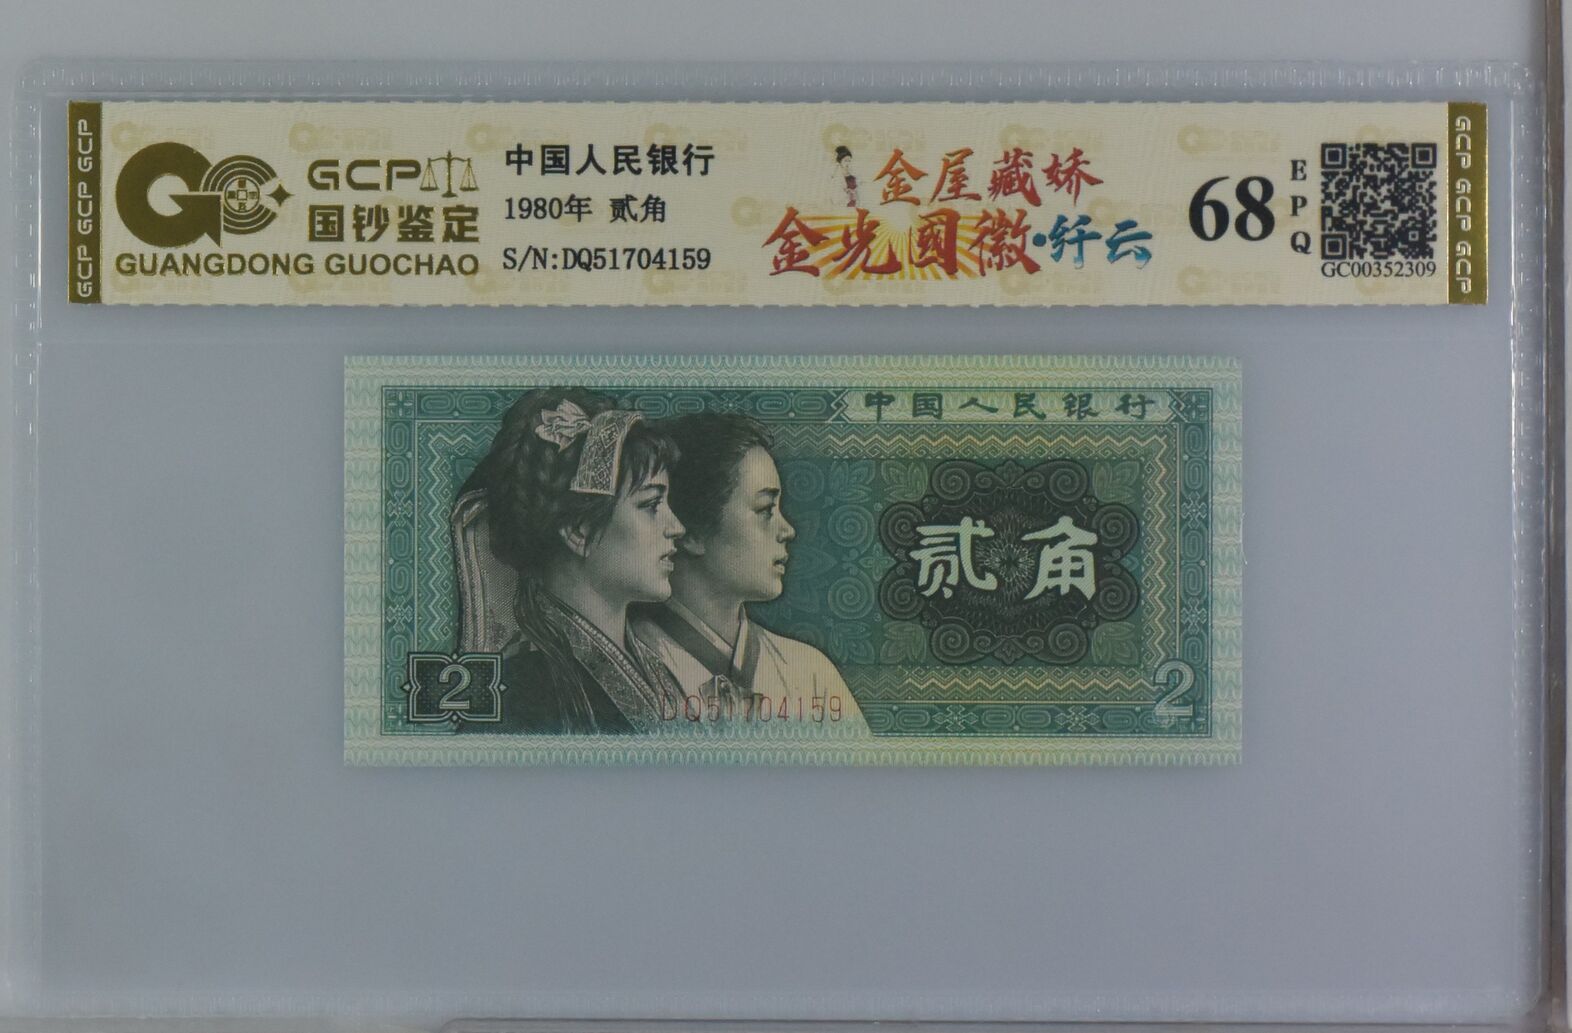 GCP GCP GCP
GCP
国钞鉴定
GUANGDONG GUOCHAO
中国人民银行
1980年 贰角
S/N:DQ51704159
金屋藏娇
金光國徽·纤云
68
EPQ
GC00352309
GCP GCP GCP
中国人民银行
贰角
2
2
DQ51704159